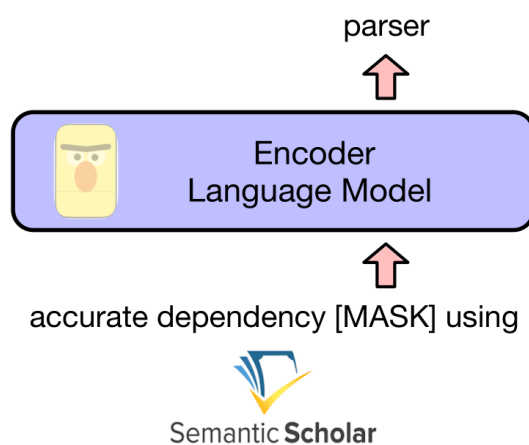 parser
Encoder
Language Model
accurate dependency [MASK] using
Semantic Scholar